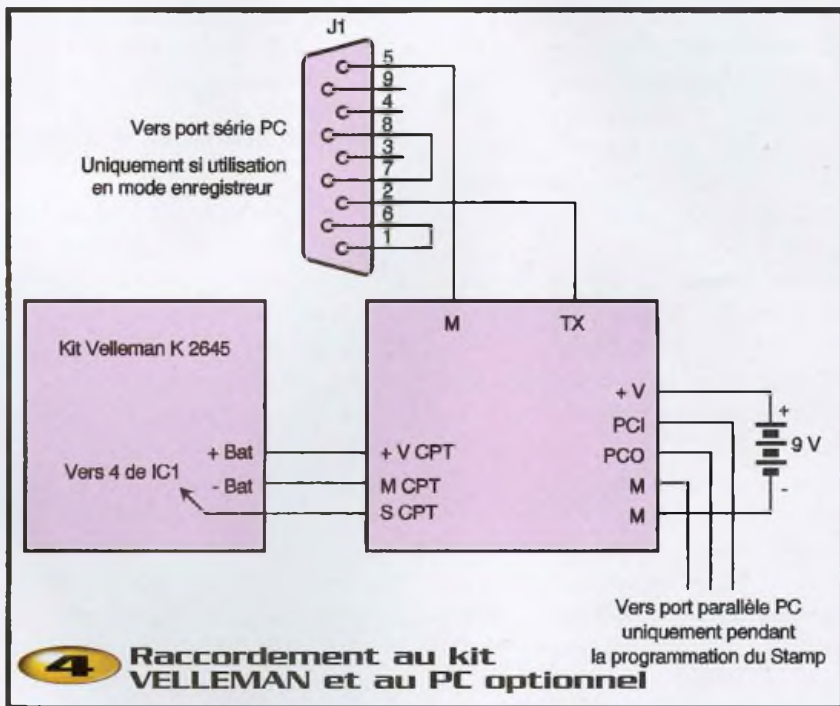 J1
5
9
4
8
3
7
2
6
1
Vers port série PC
Uniquement si utilisation
en mode enregistreur
M
TX
Kit Velleman K 2645
+ Bat
Vers 4 de IC1
- Bat
+ V CPT
M CPT
S CPT
+ V
PCI
PCO
M
M
+
9 V
-
Vers port parallèle PC
uniquement pendant
la programmation du Stamp
4 Raccordement au kit
VELLEMAN et au PC optionnel